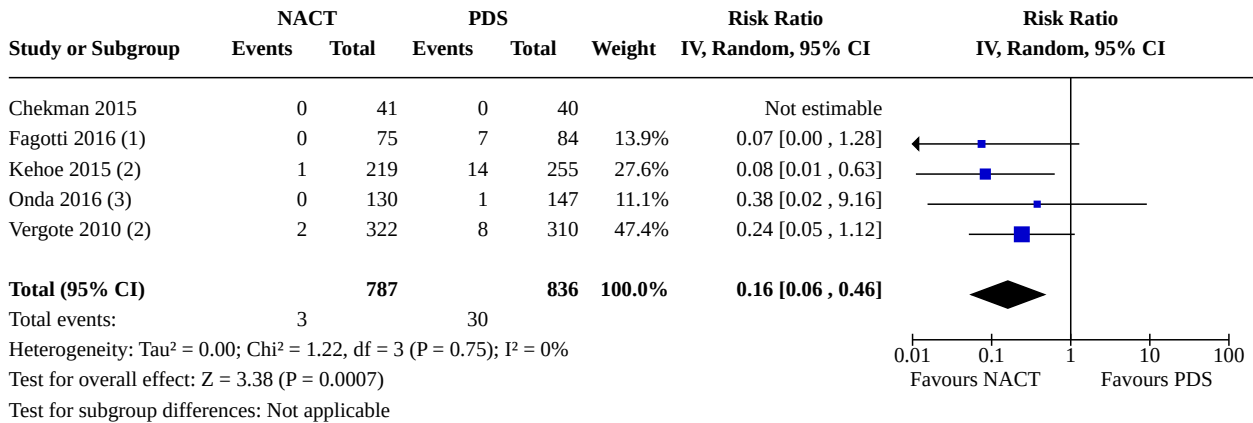 NACT PDS Risk Ratio Risk Ratio
Study or Subgroup Events Total Events Total Weight IV, Random, 95% CI IV, Random, 95% CI
Chekman 2015 0 41 0 40 Not estimable
Fagotti 2016 (1) 0 75 7 84 13.9% 0.07 [0.00 , 1.28]
Kehoe 2015 (2) 1 219 14 255 27.6% 0.08 [0.01 , 0.63]
Onda 2016 (3) 0 130 1 147 11.1% 0.38 [0.02 , 9.16]
Vergote 2010 (2) 2 322 8 310 47.4% 0.24 [0.05 , 1.12]
Total (95% CI) 787 836 100.0% 0.16 [0.06 , 0.46]
Total events: 3 30
Heterogeneity: Tau² = 0.00; Chi² = 1.22, df = 3 (P = 0.75); I² = 0%
Test for overall effect: Z = 3.38 (P = 0.0007)
Test for subgroup differences: Not applicable
0.01 0.1 1 10 100
Favours NACT Favours PDS